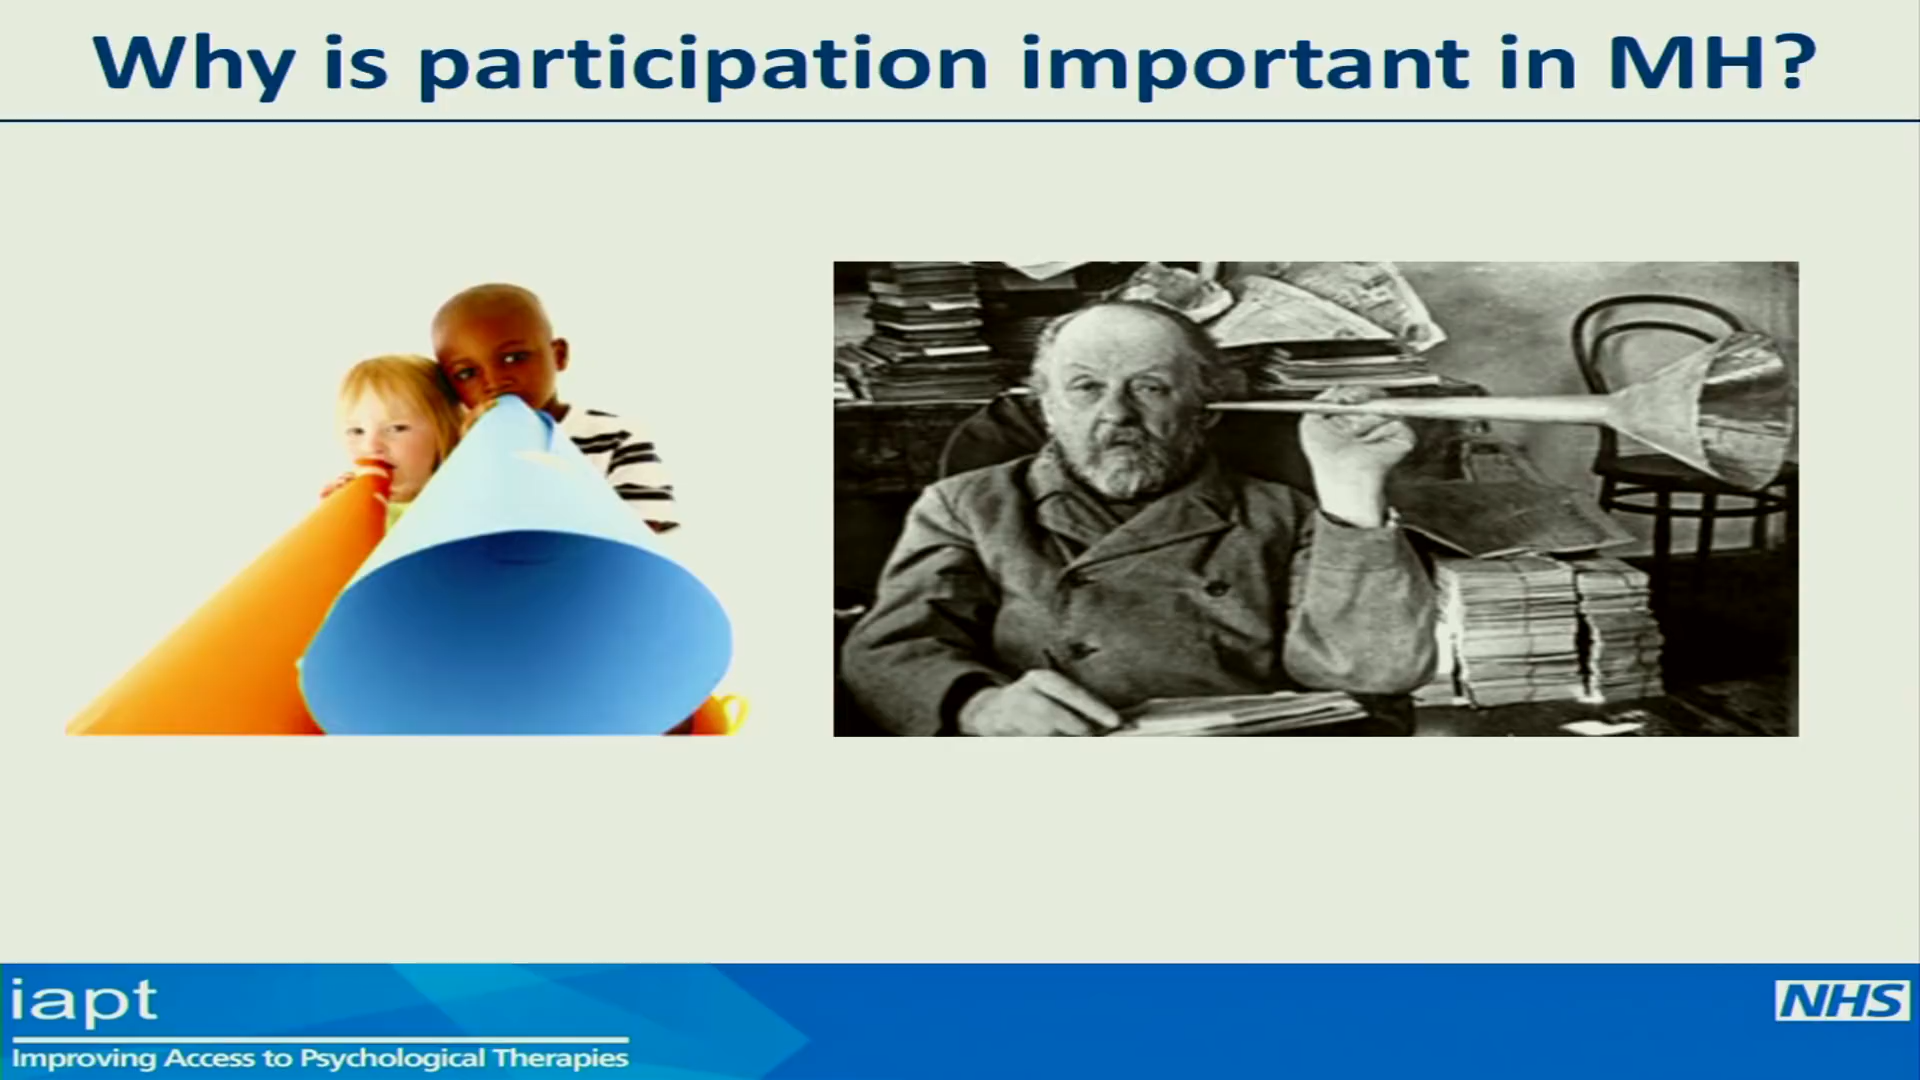 Why is participation important in MH?
iapt
NHS
Improving Access to Psychological Therapies